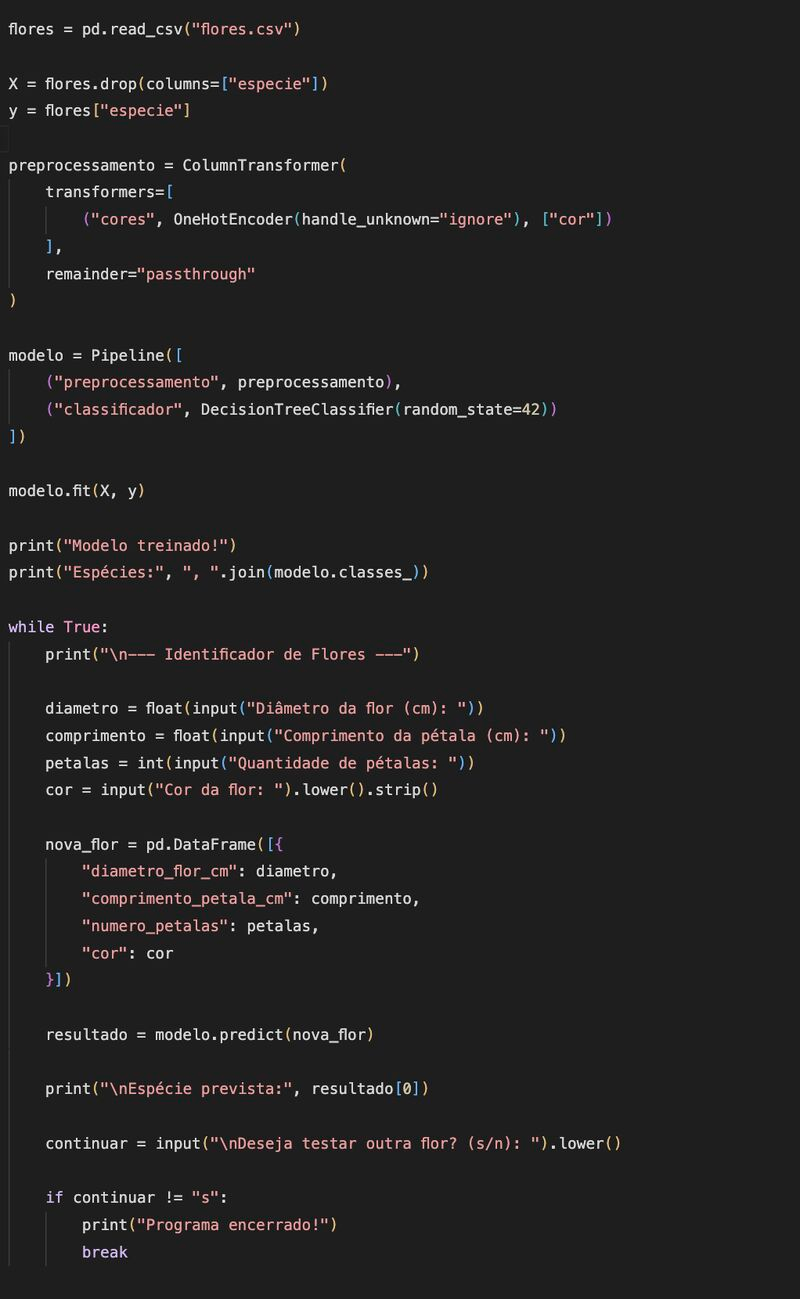 flores = pd.read_csv("flores.csv")
X = flores.drop(columns=["especie"])
y = flores["especie"]
preprocessamento = ColumnTransformer(
    transformers=[
        ("cores", OneHotEncoder(handle_unknown="ignore"), ["cor"])
    ],
    remainder="passthrough"
)
modelo = Pipeline([
    ("preprocessamento", preprocessamento),
    ("classificador", DecisionTreeClassifier(random_state=42))
])
modelo.fit(X, y)
print("Modelo treinado!")
print("Espécies:", ", ".join(modelo.classes_))
while True:
    print("\n--- Identificador de Flores ---")
    diametro = float(input("Diâmetro da flor (cm): "))
    comprimento = float(input("Comprimento da pétala (cm): "))
    petalas = int(input("Quantidade de pétalas: "))
    cor = input("Cor da flor: ").lower().strip()
    nova_flor = pd.DataFrame([{
        "diametro_flor_cm": diametro,
        "comprimento_petala_cm": comprimento,
        "numero_petalas": petalas,
        "cor": cor
    }])
    resultado = modelo.predict(nova_flor)
    print("\nEspécie prevista:", resultado[0])
    continuar = input("\nDeseja testar outra flor? (s/n): ").lower()
    if continuar != "s":
        print("Programa encerrado!")
        break